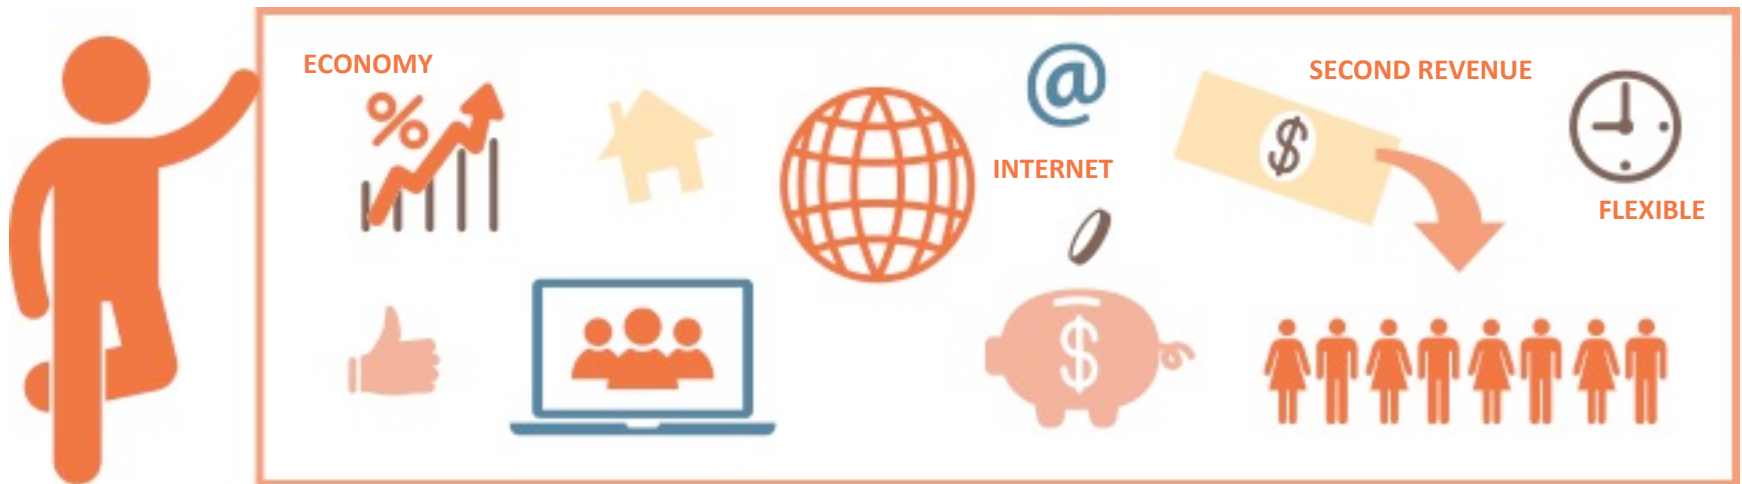 ECONOMY
%
@
INTERNET
$
SECOND REVENUE
$
FLEXIBLE